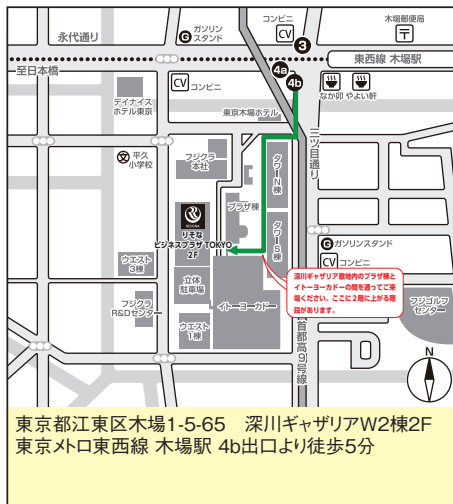 永代通り
ガソリン
スタンド
コンビニ
CV
3
木場郵便局
〒
至日本橋
東西線 木場駅
CV
コンビニ
4a
4b
なか卯
やよい軒
デイナイス
ホテル東京
東京木場ホテル
三ツ目通り
平久
小学校
フジクラ
本社
タワーN棟
プラザ棟
りそな
ビジネスプラザ TOKYO
2F
タワーS棟
ガソリンスタンド
CV
コンビニ
ウエスト
3棟
立体
駐車場
深川ギャザリア敷地内のプラザ棟と
イトーヨーカドーの間を通ってご来
場ください。ここに2階に上がる階
段があります。
フジクラ
R&Dセンター
イトーヨーカドー
フジゴルフ
センター
ウエスト
1棟
首都高9号線
N
東京都江東区木場1-5-65 深川ギャザリアW2棟2F
東京メトロ東西線 木場駅 4b出口より徒歩5分